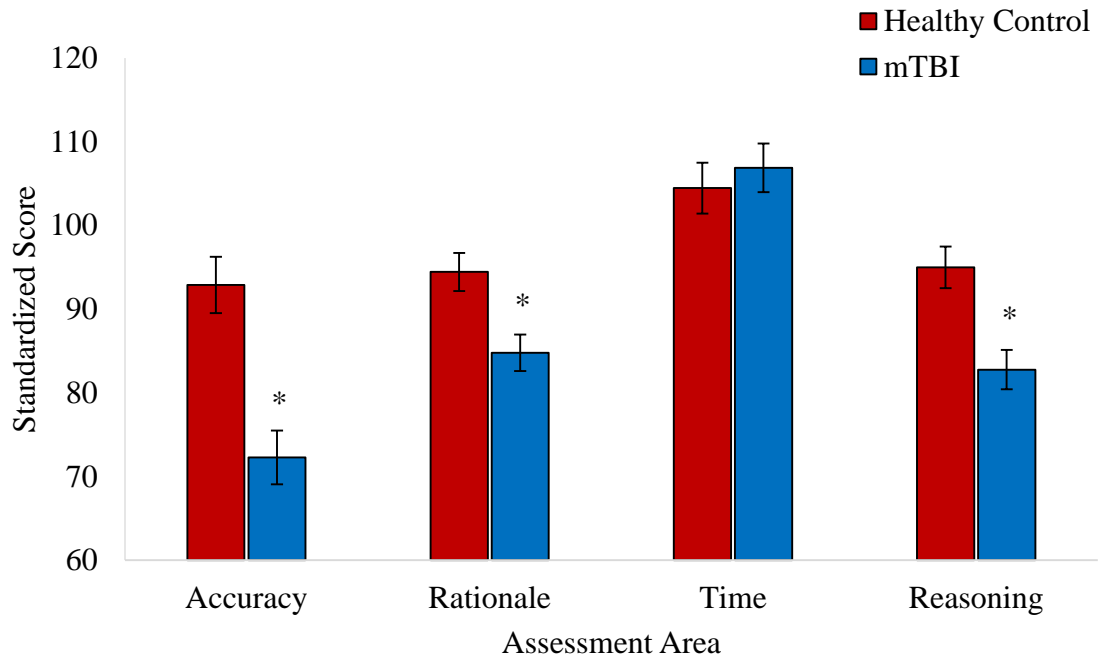 Healthy Control
mTBI
120
110
100
90
80
70
60
Standardized Score
*
*
*
Accuracy
Rationale
Time
Reasoning
Assessment Area